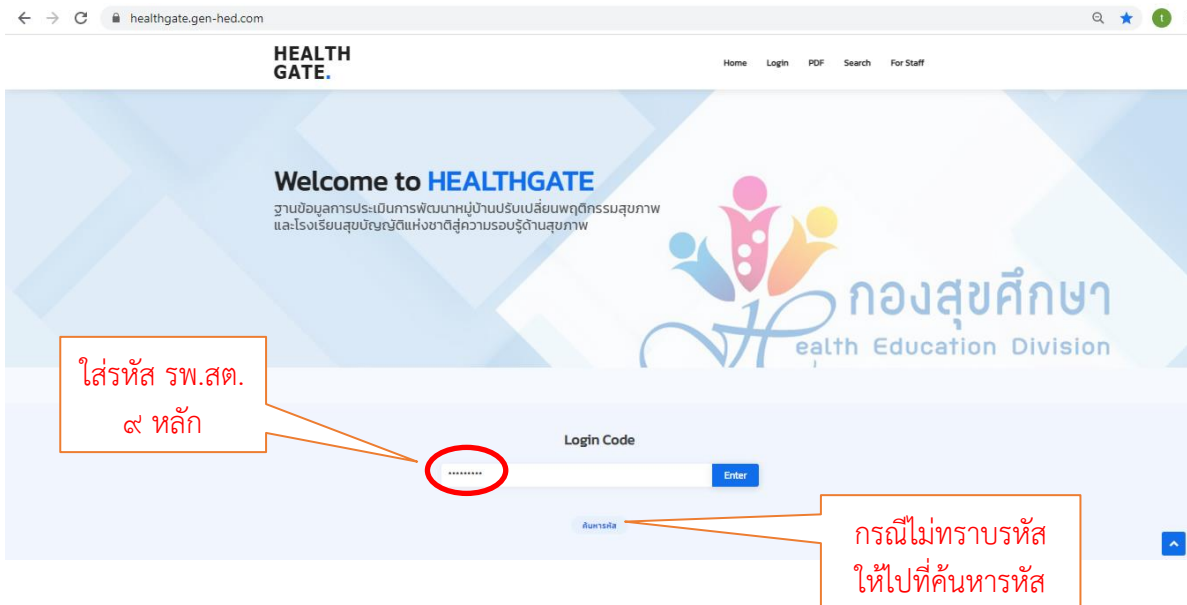 healthgate.gen-hed.com
t
HEALTH
GATE.
Home Login PDF Search For Staff
Welcome to HEALTHGATE
ฐานข้อมูลการประเมินการพัฒนาหมู่บ้านปรับเปลี่ยนพฤติกรรมสุขภาพ
และโรงเรียนสุขบัญญัติแห่งชาติสู่ความรอบรู้ด้านสุขภาพ
กองสุขศึกษา
Health Education Division
ใส่รหัส รพ.สต.
๙ หลัก
Login Code
•••••••••
Enter
ค้นหารหัส
กรณีไม่ทราบรหัส
ให้ไปที่ค้นหารหัส